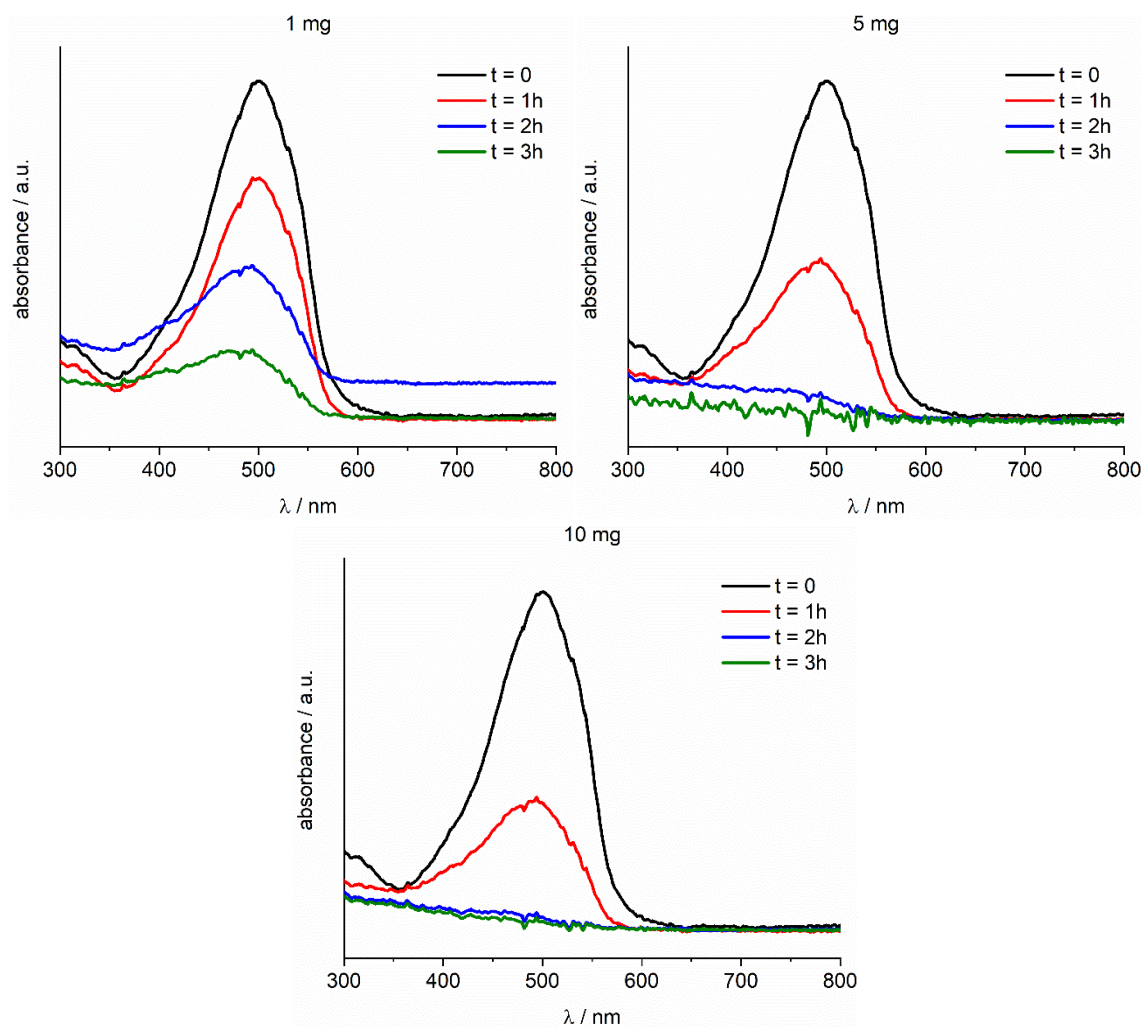 1 mg
t = 0
t = 1h
t = 2h
t = 3h
absorbance / a.u.
300 400 500 600 700 800
λ / nm
5 mg
t = 0
t = 1h
t = 2h
t = 3h
absorbance / a.u.
300 400 500 600 700 800
λ / nm
10 mg
t = 0
t = 1h
t = 2h
t = 3h
absorbance / a.u.
300 400 500 600 700 800
λ / nm